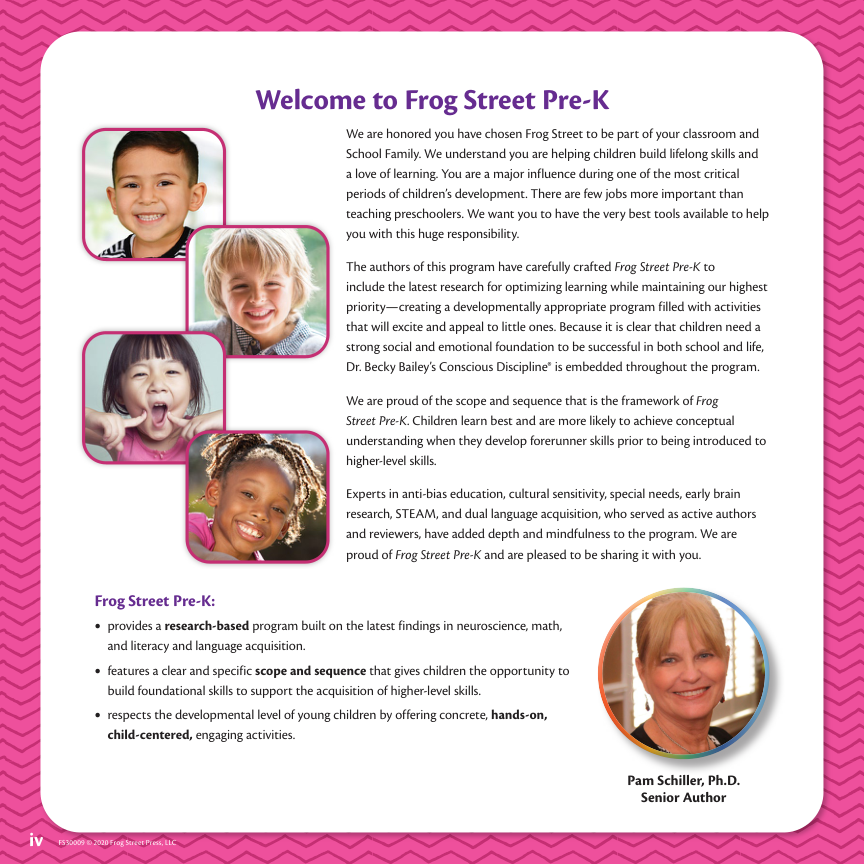 Welcome to Frog Street Pre-K
We are honored you have chosen Frog Street to be part of your classroom and
School Family. We understand you are helping children build lifelong skills and
a love of learning. You are a major influence during one of the most critical
periods of children's development. There are few jobs more important than
teaching preschoolers. We want you to have the very best tools available to help
you with this huge responsibility.
The authors of this program have carefully crafted Frog Street Pre-K to
include the latest research for optimizing learning while maintaining our highest
priority—creating a developmentally appropriate program filled with activities
that will excite and appeal to little ones. Because it is clear that children need a
strong social and emotional foundation to be successful in both school and life,
Dr. Becky Bailey's Conscious Discipline® is embedded throughout the program.
We are proud of the scope and sequence that is the framework of Frog
Street Pre-K. Children learn best and are more likely to achieve conceptual
understanding when they develop forerunner skills prior to being introduced to
higher-level skills.
Experts in anti-bias education, cultural sensitivity, special needs, early brain
research, STEAM, and dual language acquisition, who served as active authors
and reviewers, have added depth and mindfulness to the program. We are
proud of Frog Street Pre-K and are pleased to be sharing it with you.
Frog Street Pre-K:
• provides a research-based program built on the latest findings in neuroscience, math,
and literacy and language acquisition.
• features a clear and specific scope and sequence that gives children the opportunity to
build foundational skills to support the acquisition of higher-level skills.
• respects the developmental level of young children by offering concrete, hands-on,
child-centered, engaging activities.
Pam Schiller, Ph.D.
Senior Author
iv FS30009 © 2020 Frog Street Press, LLC